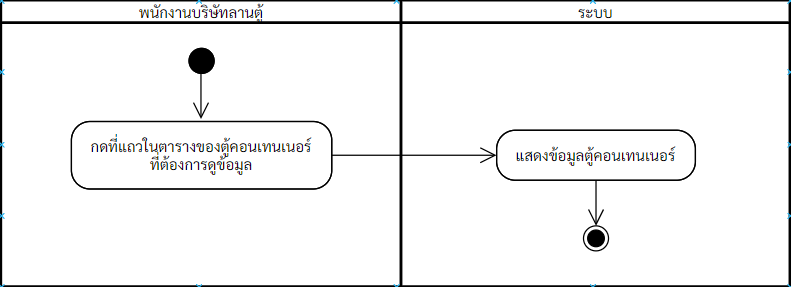 พนักงานบริษัทลานตู้
ระบบ
กดที่แถวในตารางของตู้คอนเทนเนอร์
ที่ต้องการดูข้อมูล
แสดงข้อมูลตู้คอนเทนเนอร์